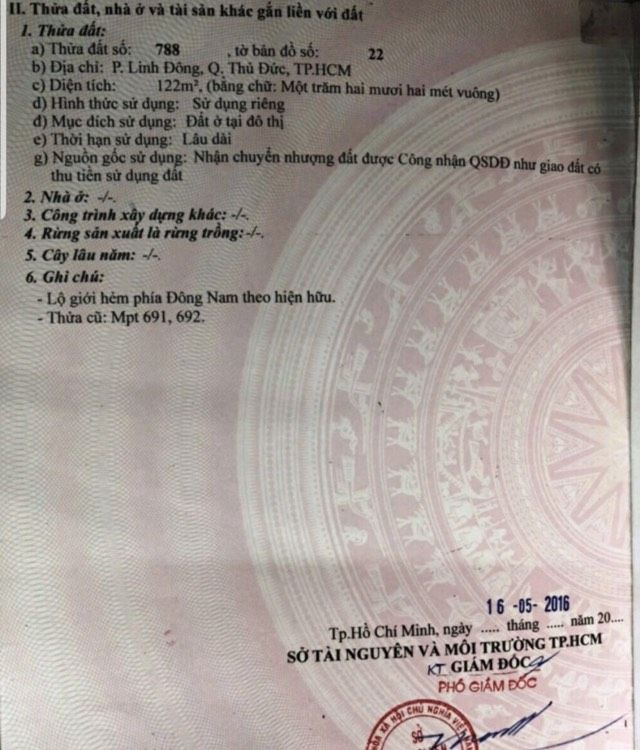 II. Thửa đất, nhà ở và tài sản khác gắn liền với đất
1. Thửa đất:
a) Thửa đất số: 788 , tờ bản đồ số: 22
b) Địa chỉ: P. Linh Đông, Q. Thủ Đức, TP.HCM
c) Diện tích: 122m², (bằng chữ: Một trăm hai mươi hai mét vuông)
d) Hình thức sử dụng: Sử dụng riêng
đ) Mục đích sử dụng: Đất ở tại đô thị
e) Thời hạn sử dụng: Lâu dài
g) Nguồn gốc sử dụng: Nhận chuyển nhượng đất được Công nhận QSDĐ như giao đất có
thu tiền sử dụng đất
2. Nhà ở: -/-.
3. Công trình xây dựng khác: -/-.
4. Rừng sản xuất là rừng trồng: -/-.
5. Cây lâu năm: -/-.
6. Ghi chú:
- Lộ giới hẻm phía Đông Nam theo hiện hữu.
- Thửa cũ: Mpt 691, 692.
16 -05- 2016
Tp.Hồ Chí Minh, ngày ..... tháng ..... năm 20....
SỞ TÀI NGUYÊN VÀ MÔI TRƯỜNG TP.HCM
KT GIÁM ĐỐC
PHÓ GIÁM ĐỐC
XÃ HỘI CHỦ NGHĨA VIỆ
SỞ